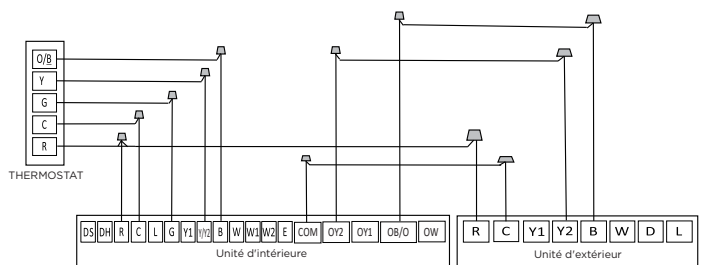 O/B
Y
G
C
R
THERMOSTAT
DS DH R C L G Y1 Y/Y2 B W W1 W2 E COM OY2 OY1 OB/O OW
Unité d'intérieure
R C Y1 Y2 B W D L
Unité d'extérieur